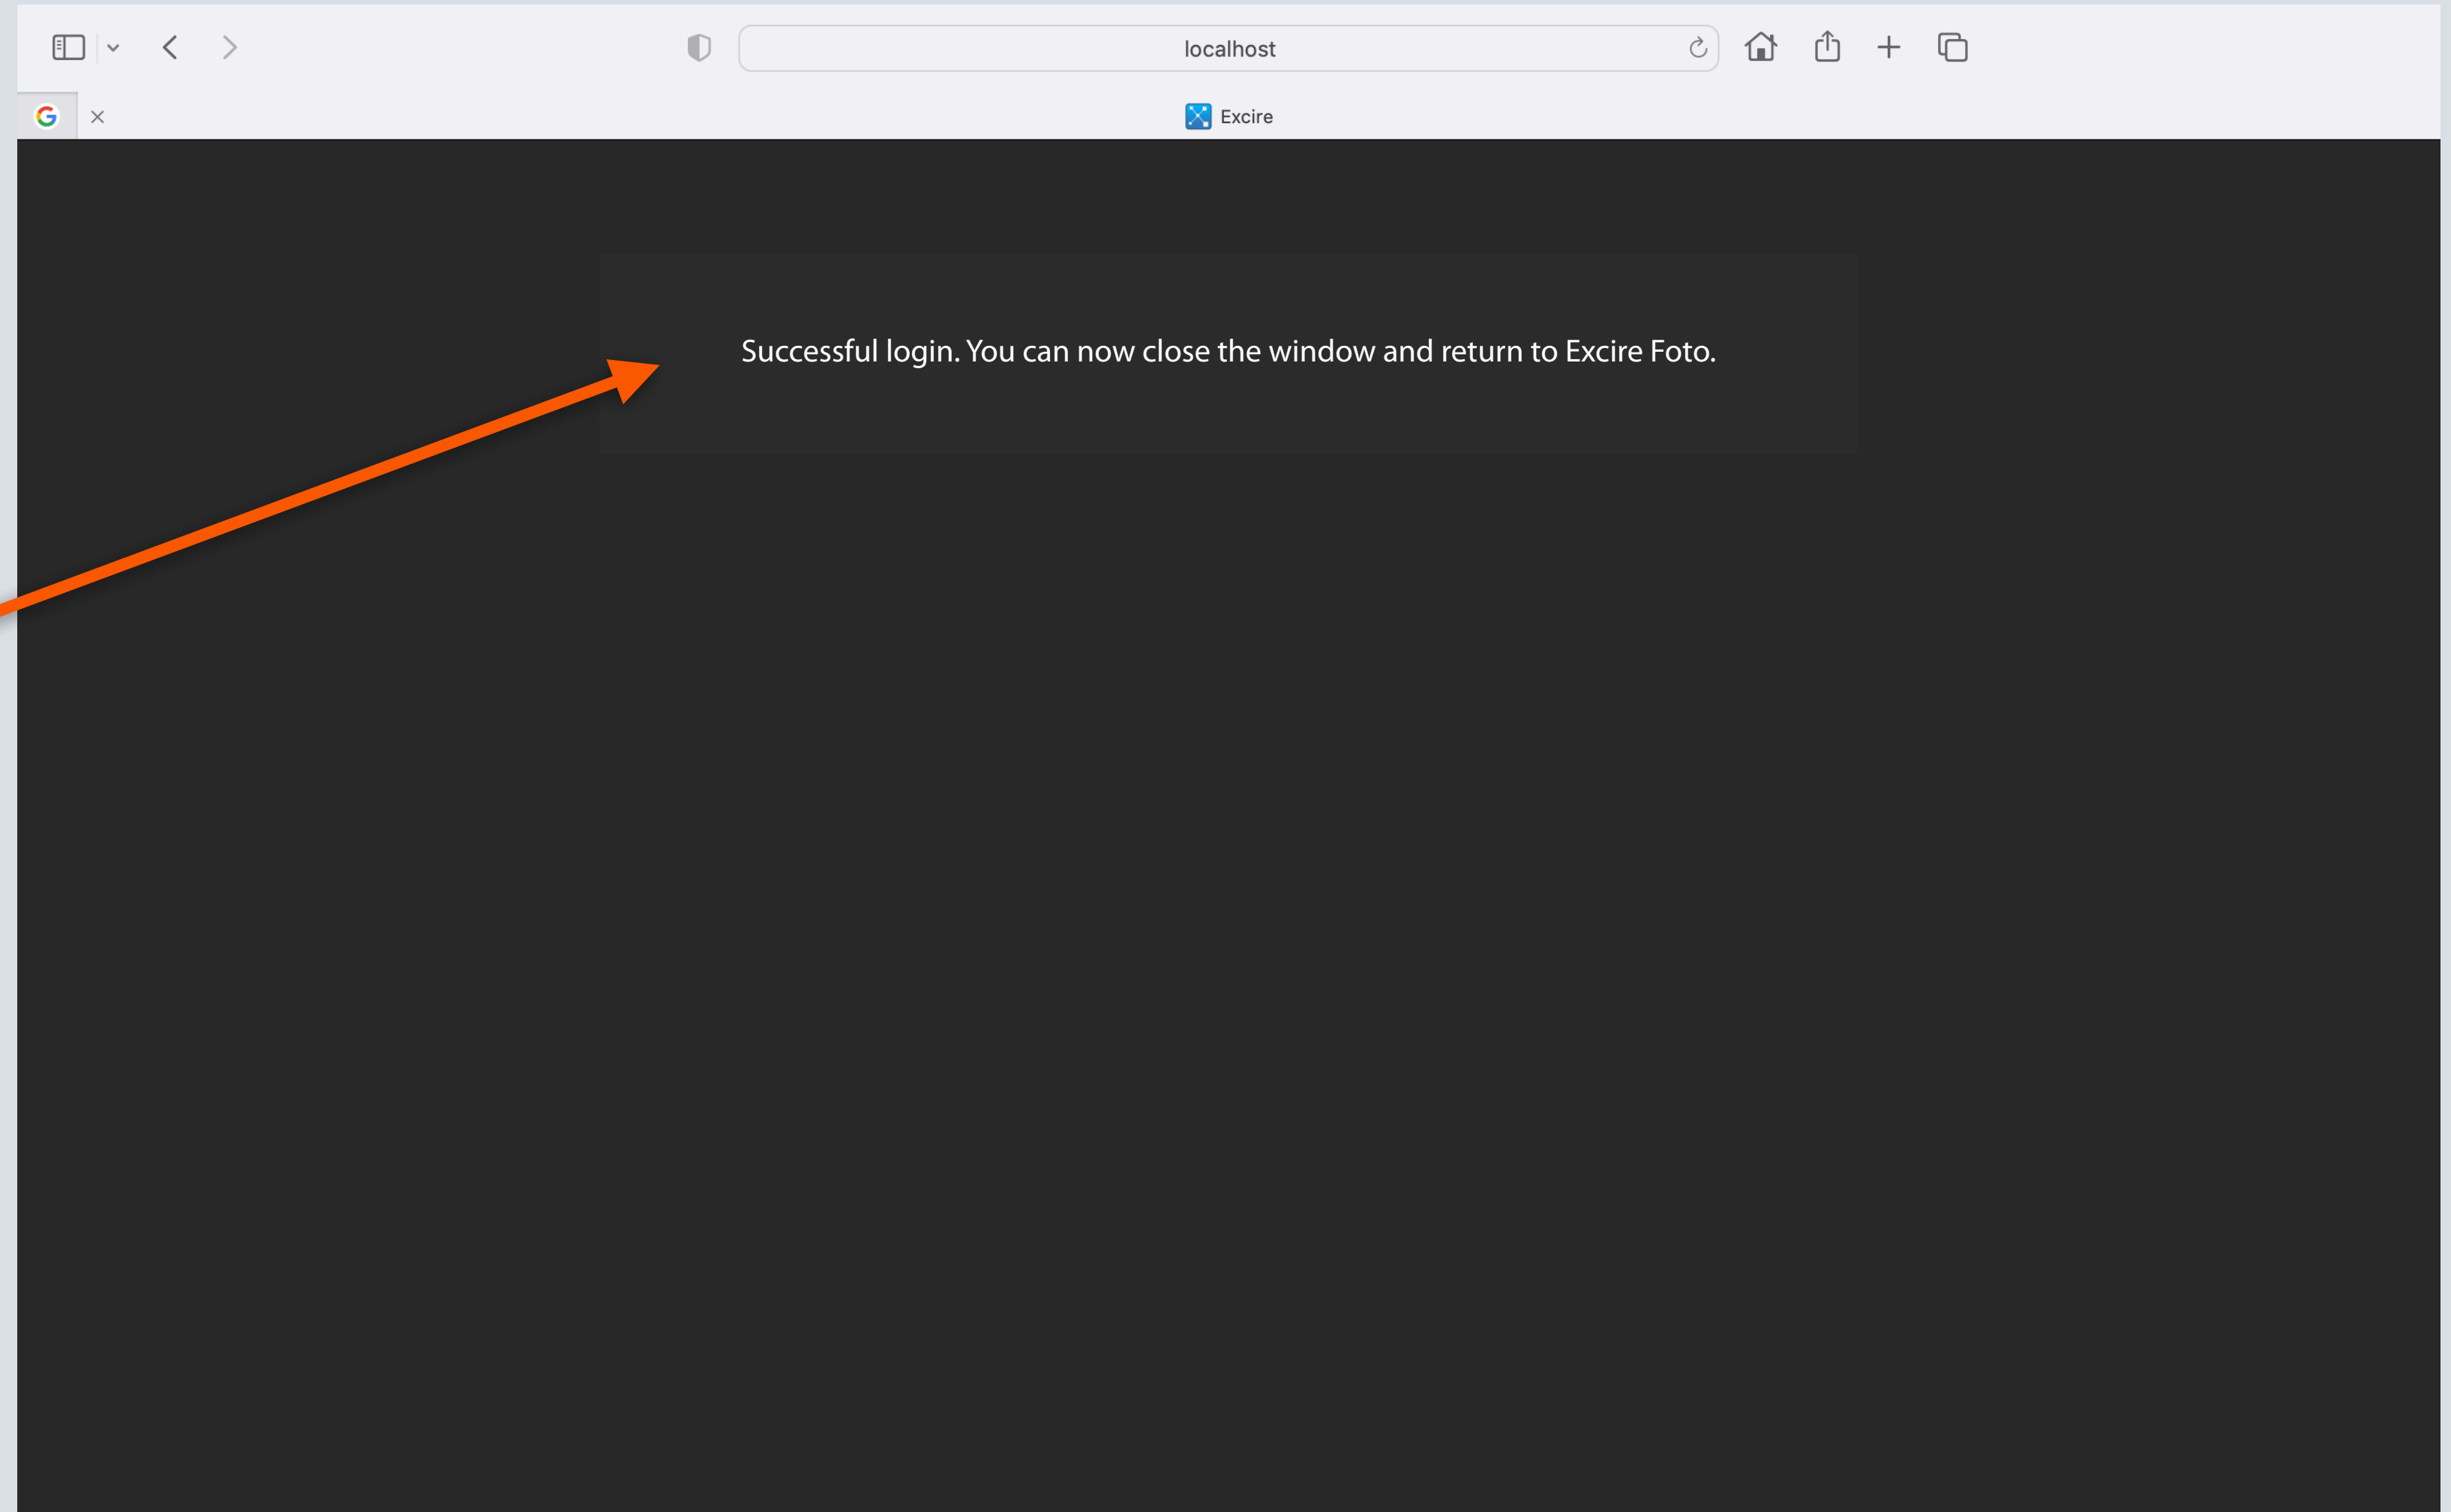 localhost
Excire
Successful login. You can now close the window and return to Excire Foto.